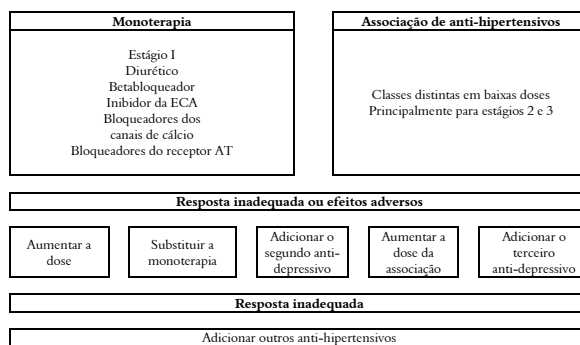 Monoterapia
Estágio I
Diurético
Betabloqueador
Inibidor da ECA
Bloqueadores dos
canais de cálcio
Bloqueadores do receptor AT
Associação de anti-hipertensivos
Classes distintas em baixas doses
Principalmente para estágios 2 e 3
Resposta inadequada ou efeitos adversos
Aumentar a
dose
Substituir a
monoterapia
Adicionar o
segundo anti-
depressivo
Aumentar a
dose da
associação
Adicionar o
terceiro
anti-depressivo
Resposta inadequada
Adicionar outros anti-hipertensivos